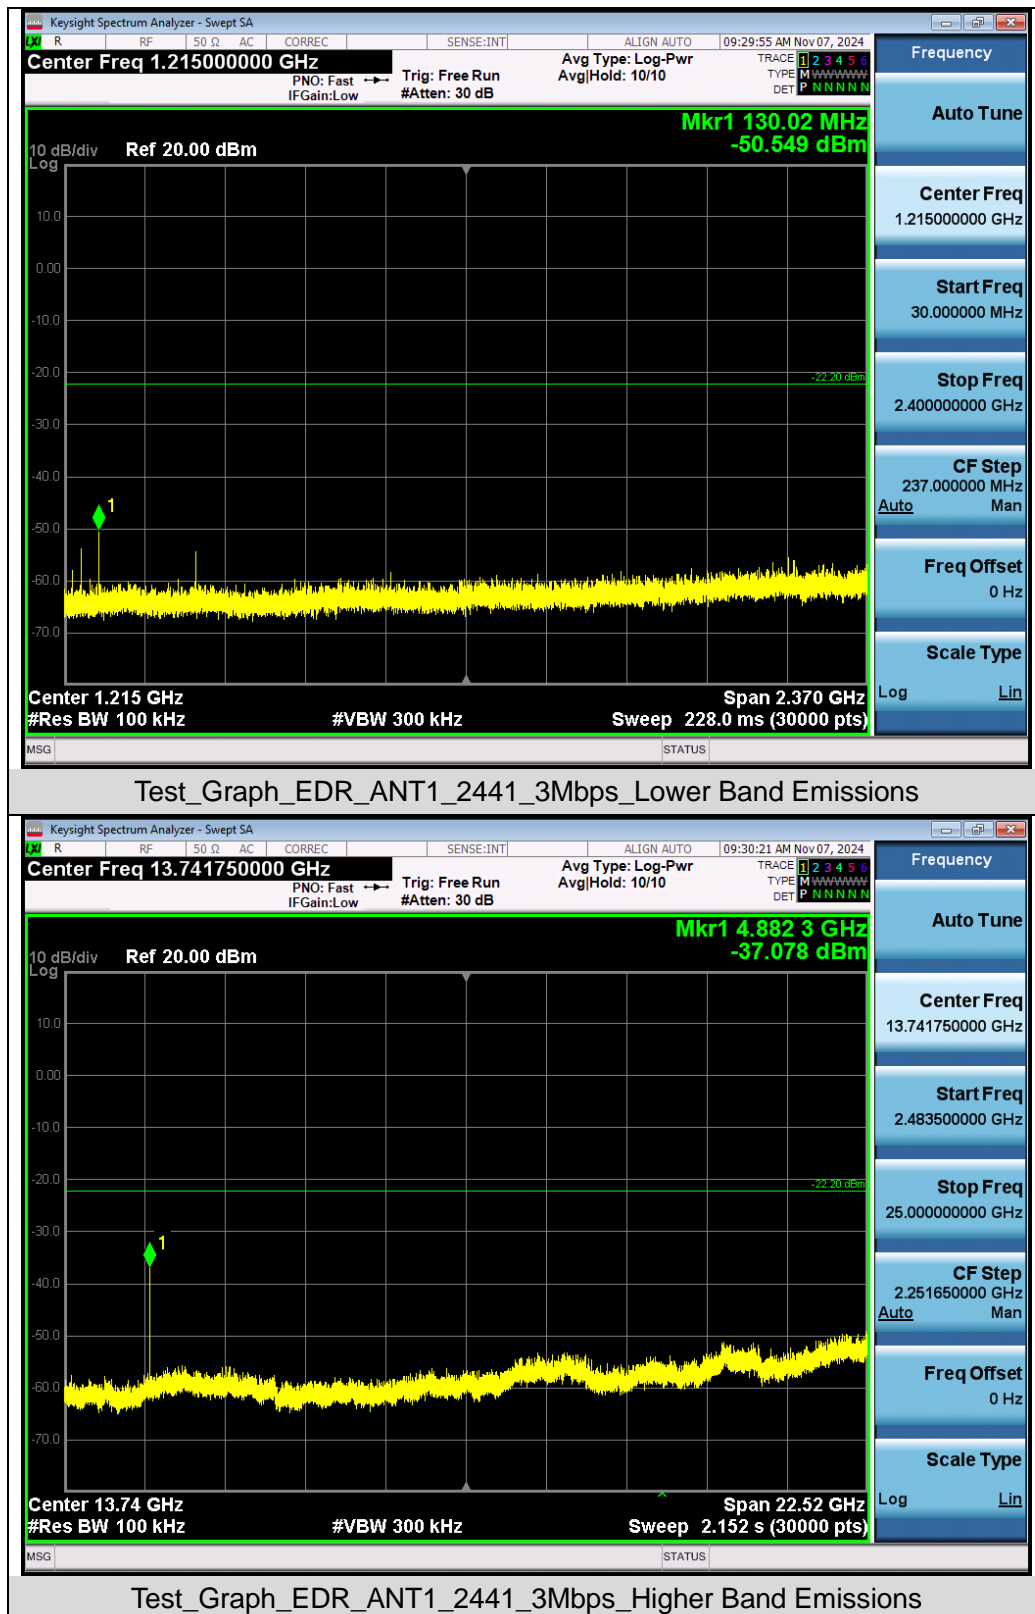 Keysight Spectrum Analyzer - Swept SA
LXI R RF 50 Ω AC CORREC SENSE:INT ALIGN AUTO 09:29:55 AM Nov 07, 2024
Center Freq 1.215000000 GHz
PNO: Fast
IFGain:Low
Trig: Free Run
#Atten: 30 dB
Avg Type: Log-Pwr
Avg|Hold: 10/10
TRACE 1 2 3 4 5 6
TYPE M WWWWW
DET P N N N N N
Mkr1 130.02 MHz
-50.549 dBm
10 dB/div Ref 20.00 dBm
Log
10.0
0.00
-10.0
-20.0
-22.20 dBm
-30.0
-40.0
1
-50.0
-60.0
-70.0
Center 1.215 GHz Span 2.370 GHz
#Res BW 100 kHz #VBW 300 kHz Sweep 228.0 ms (30000 pts)
MSG STATUS
Frequency
Auto Tune
Center Freq
1.215000000 GHz
Start Freq
30.000000 MHz
Stop Freq
2.400000000 GHz
CF Step
237.000000 MHz
Auto Man
Freq Offset
0 Hz
Scale Type
Log Lin
Test_Graph_EDR_ANT1_2441_3Mbps_Lower Band Emissions
Keysight Spectrum Analyzer - Swept SA
LXI R RF 50 Ω AC CORREC SENSE:INT ALIGN AUTO 09:30:21 AM Nov 07, 2024
Center Freq 13.741750000 GHz
PNO: Fast
IFGain:Low
Trig: Free Run
#Atten: 30 dB
Avg Type: Log-Pwr
Avg|Hold: 10/10
TRACE 1 2 3 4 5 6
TYPE M WWWWW
DET P N N N N N
Mkr1 4.882 3 GHz
-37.078 dBm
10 dB/div Ref 20.00 dBm
Log
10.0
0.00
-10.0
-20.0
-22.20 dBm
-30.0
1
-40.0
-50.0
-60.0
-70.0
Center 13.74 GHz Span 22.52 GHz
#Res BW 100 kHz #VBW 300 kHz Sweep 2.152 s (30000 pts)
MSG STATUS
Frequency
Auto Tune
Center Freq
13.741750000 GHz
Start Freq
2.483500000 GHz
Stop Freq
25.000000000 GHz
CF Step
2.251650000 GHz
Auto Man
Freq Offset
0 Hz
Scale Type
Log Lin
Test_Graph_EDR_ANT1_2441_3Mbps_Higher Band Emissions